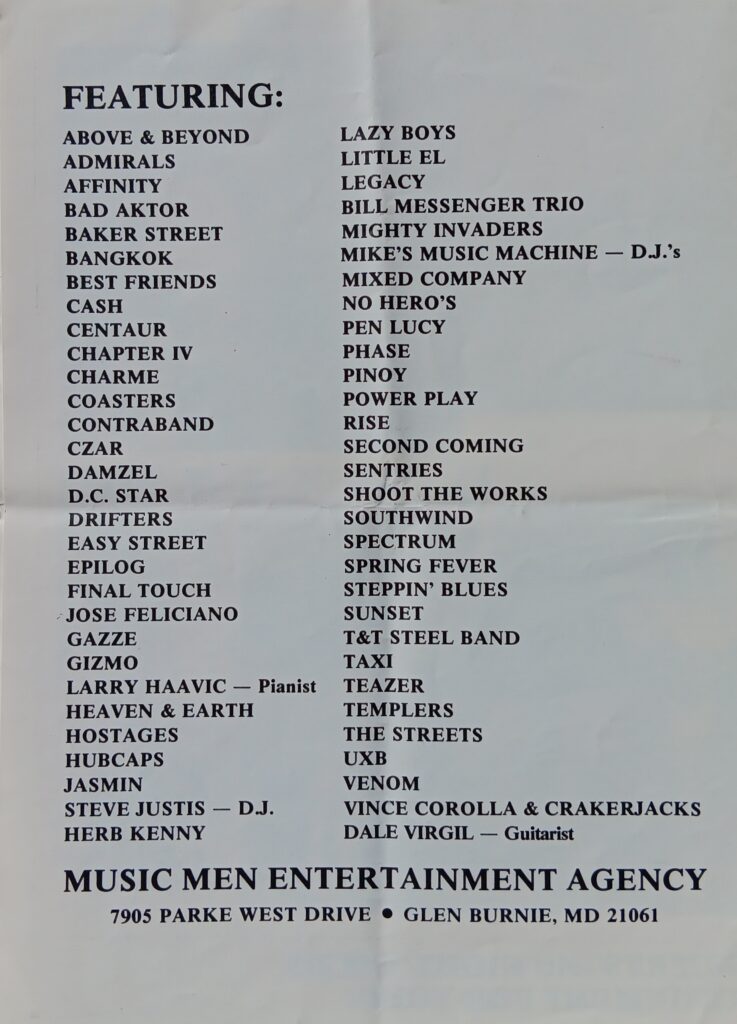 FEATURING:
ABOVE & BEYOND
ADMIRALS
AFFINITY
BAD AKTOR
BAKER STREET
BANGKOK
BEST FRIENDS
CASH
CENTAUR
CHAPTER IV
CHARME
COASTERS
CONTRABAND
CZAR
DAMZEL
D.C. STAR
DRIFTERS
EASY STREET
EPILOG
FINAL TOUCH
JOSE FELICIANO
GAZZE
GIZMO
LARRY HAAVIC — Pianist
HEAVEN & EARTH
HOSTAGES
HUBCAPS
JASMIN
STEVE JUSTIS — D.J.
HERB KENNY
LAZY BOYS
LITTLE EL
LEGACY
BILL MESSENGER TRIO
MIGHTY INVADERS
MIKE'S MUSIC MACHINE — D.J.'s
MIXED COMPANY
NO HERO'S
PEN LUCY
PHASE
PINOY
POWER PLAY
RISE
SECOND COMING
SENTRIES
SHOOT THE WORKS
SOUTHWIND
SPECTRUM
SPRING FEVER
STEPPIN' BLUES
SUNSET
T&T STEEL BAND
TAXI
TEAZER
TEMPLERS
THE STREETS
UXB
VENOM
VINCE COROLLA & CRAKERJACKS
DALE VIRGIL — Guitarist
MUSIC MEN ENTERTAINMENT AGENCY
7905 PARKE WEST DRIVE ● GLEN BURNIE, MD 21061